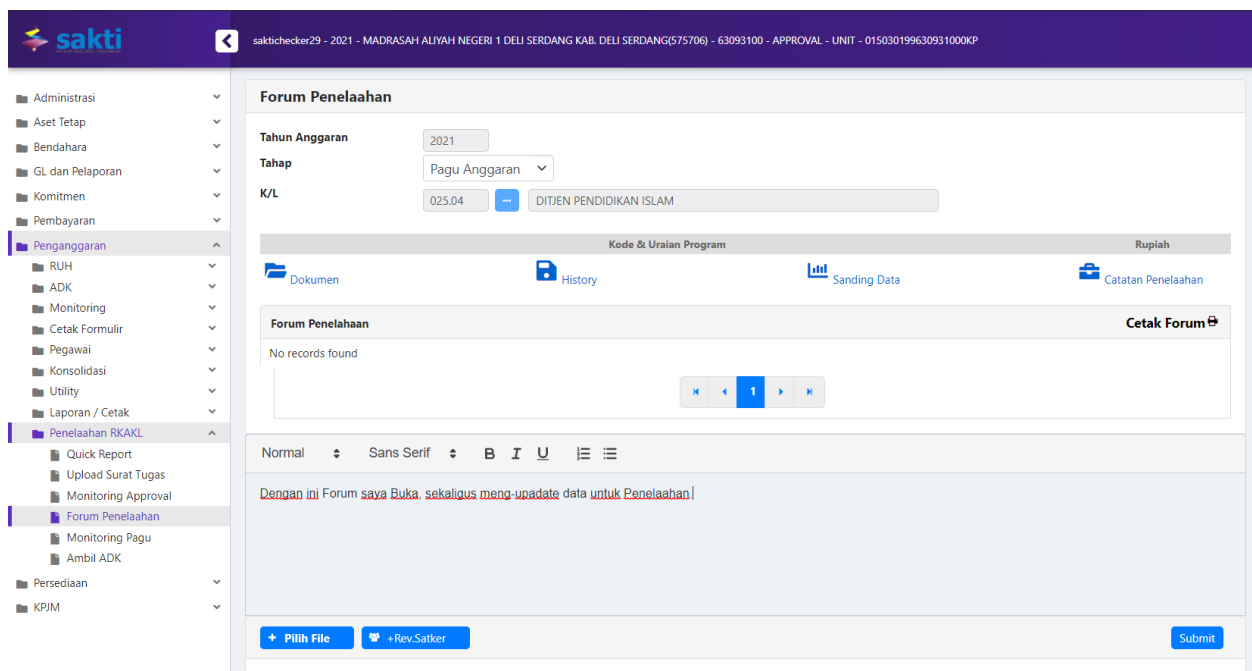 sakti
saktichecker29 - 2021 - MADRASAH ALIYAH NEGERI 1 DELI SERDANG KAB. DELI SERDANG(575706) - 63093100 - APPROVAL - UNIT - 015030199630931000KP
Administrasi
Aset Tetap
Bendahara
GL dan Pelaporan
Komitmen
Pembayaran
Penganggaran
RUH
ADK
Monitoring
Cetak Formulir
Pegawai
Konsolidasi
Utility
Laporan / Cetak
Penelaahan RKAKL
Quick Report
Upload Surat Tugas
Monitoring Approval
Forum Penelaahan
Monitoring Pagu
Ambil ADK
Persediaan
KPJM
Forum Penelaahan
Tahun Anggaran 2021
Tahap Pagu Anggaran
K/L 025.04 ... DITJEN PENDIDIKAN ISLAM
Kode & Uraian Program Rupiah
Dokumen History Sanding Data Catatan Penelaahan
Forum Penelahaan Cetak Forum
No records found
1
Normal Sans Serif B I U
Dengan ini Forum saya Buka, sekaligus meng-upadate data untuk Penelaahan
+ Pilih File +Rev.Satker Submit